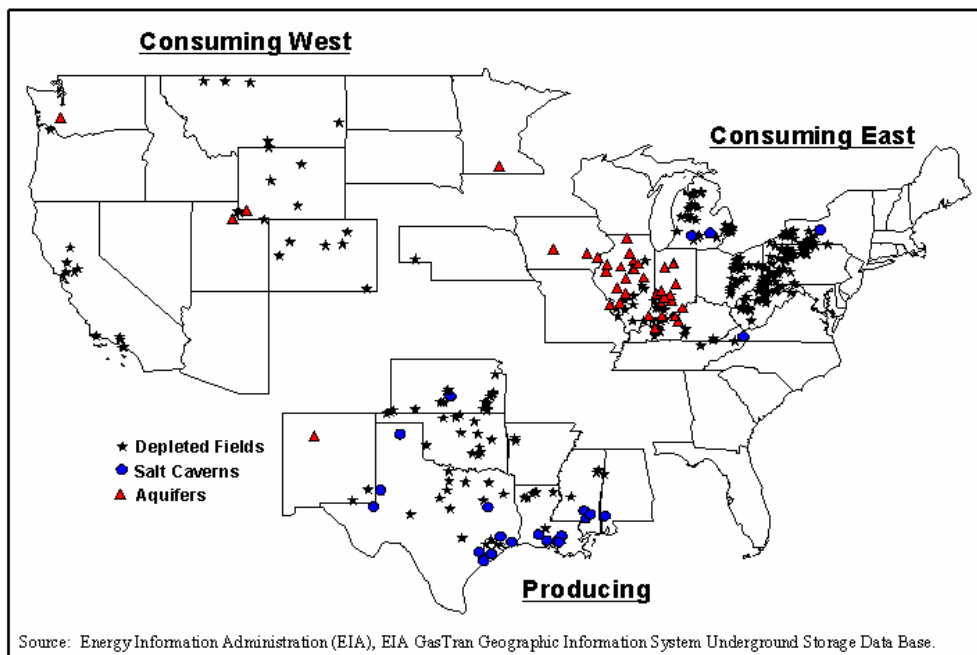 Consuming West
Consuming East
Depleted Fields
Salt Caverns
Aquifers
Producing
Source: Energy Information Administration (EIA), EIA GasTran Geographic Information System Underground Storage Data Base.